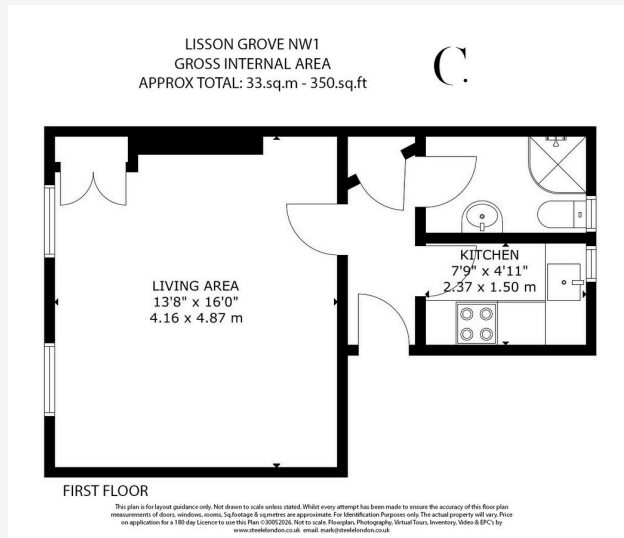 LISSON GROVE NW1
GROSS INTERNAL AREA
APPROX TOTAL: 33.sq.m - 350.sq.ft
C.
KITCHEN
7'9" x 4'11"
2.37 x 1.50 m
LIVING AREA
13'8" x 16'0"
4.16 x 4.87 m
FIRST FLOOR
This plan is for layout guidance only. Not drawn to scale unless stated. Whilst every attempt has been made to ensure the accuracy of this floor plan
measurements of doors, windows, rooms, Sq.footage & sq.metres are approximate. For Identification Purposes only. The actual property will vary. Price
on application for a 180 day Licence to use this Plan ©30052026. Not to scale. Floorplan, Photography, Virtual Tours, Inventory, Video & EPC's by
www.steelelondon.co.uk email. mark@steelelondon.co.uk